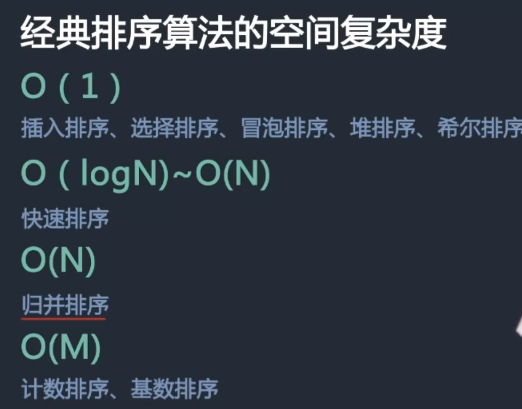 经典排序算法的空间复杂度
O ( 1 )
插入排序、选择排序、冒泡排序、堆排序、希尔排序
O ( logN)~O(N)
快速排序
O(N)
归并排序
O(M)
计数排序、基数排序